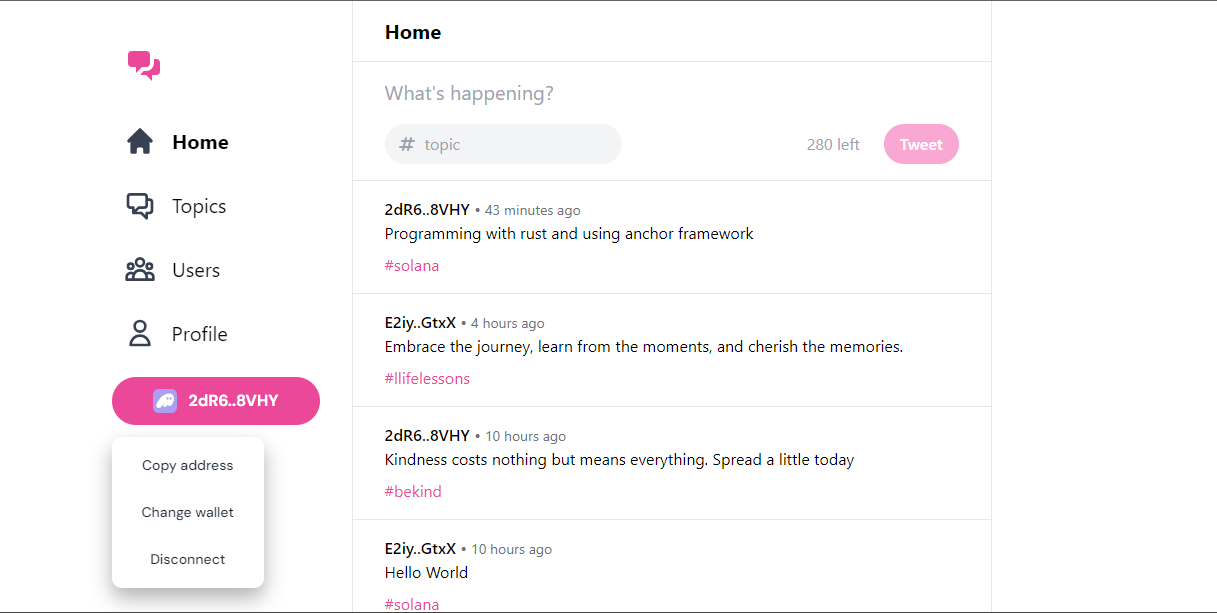 Home
Topics
Users
Profile
2dR6..8VHY
Copy address
Change wallet
Disconnect
Home
What's happening?
# topic
280 left
Tweet
2dR6..8VHY • 43 minutes ago
Programming with rust and using anchor framework
#solana
E2iy..GtxX • 4 hours ago
Embrace the journey, learn from the moments, and cherish the memories.
#llifelessons
2dR6..8VHY • 10 hours ago
Kindness costs nothing but means everything. Spread a little today
#bekind
E2iy..GtxX • 10 hours ago
Hello World
#solana